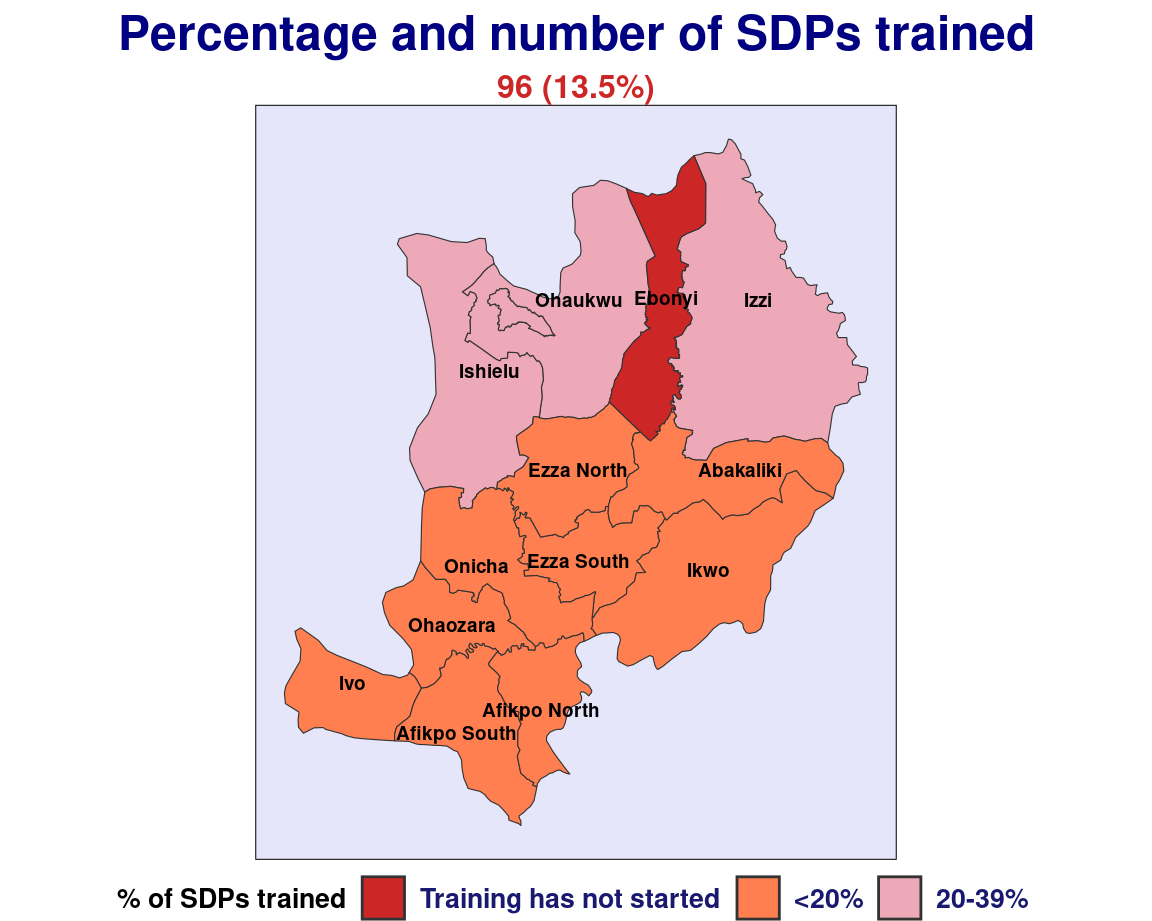 Percentage and number of SDPs trained
96 (13.5%)
Ohaukwu
Ebonyi
Izzi
Ishielu
Ezza North
Abakaliki
Onicha
Ezza South
Ikwo
Ohaozara
Ivo
Afikpo North
Afikpo South
% of SDPs trained Training has not started <20% 20-39%